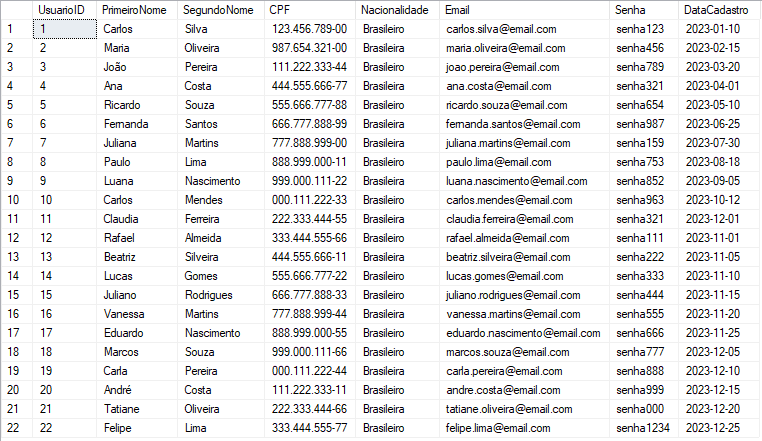 UsuarioID PrimeiroNome SegundoNome CPF Nacionalidade Email Senha DataCadastro
1 1 Carlos Silva 123.456.789-00 Brasileiro carlos.silva@email.com senha123 2023-01-10
2 2 Maria Oliveira 987.654.321-00 Brasileira maria.oliveira@email.com senha456 2023-02-15
3 3 João Pereira 111.222.333-44 Brasileiro joao.pereira@email.com senha789 2023-03-20
4 4 Ana Costa 444.555.666-77 Brasileira ana.costa@email.com senha321 2023-04-01
5 5 Ricardo Souza 555.666.777-88 Brasileiro ricardo.souza@email.com senha654 2023-05-10
6 6 Fernanda Santos 666.777.888-99 Brasileira fernanda.santos@email.com senha987 2023-06-25
7 7 Juliana Martins 777.888.999-00 Brasileira juliana.martins@email.com senha159 2023-07-30
8 8 Paulo Lima 888.999.000-11 Brasileiro paulo.lima@email.com senha753 2023-08-18
9 9 Luana Nascimento 999.000.111-22 Brasileira luana.nascimento@email.com senha852 2023-09-05
10 10 Carlos Mendes 000.111.222-33 Brasileiro carlos.mendes@email.com senha963 2023-10-12
11 11 Claudia Ferreira 222.333.444-55 Brasileira claudia.ferreira@email.com senha321 2023-12-01
12 12 Rafael Almeida 333.444.555-66 Brasileiro rafael.almeida@email.com senha111 2023-11-01
13 13 Beatriz Silveira 444.555.666-11 Brasileira beatriz.silveira@email.com senha222 2023-11-05
14 14 Lucas Gomes 555.666.777-22 Brasileiro lucas.gomes@email.com senha333 2023-11-10
15 15 Juliano Rodrigues 666.777.888-33 Brasileiro juliano.rodrigues@email.com senha444 2023-11-15
16 16 Vanessa Martins 777.888.999-44 Brasileira vanessa.martins@email.com senha555 2023-11-20
17 17 Eduardo Nascimento 888.999.000-55 Brasileiro eduardo.nascimento@email.com senha666 2023-11-25
18 18 Marcos Souza 999.000.111-66 Brasileiro marcos.souza@email.com senha777 2023-12-05
19 19 Carla Pereira 000.111.222-44 Brasileira carla.pereira@email.com senha888 2023-12-10
20 20 André Costa 111.222.333-11 Brasileiro andre.costa@email.com senha999 2023-12-15
21 21 Tatiane Oliveira 222.333.444-66 Brasileira tatiane.oliveira@email.com senha000 2023-12-20
22 22 Felipe Lima 333.444.555-77 Brasileiro felipe.lima@email.com senha1234 2023-12-25